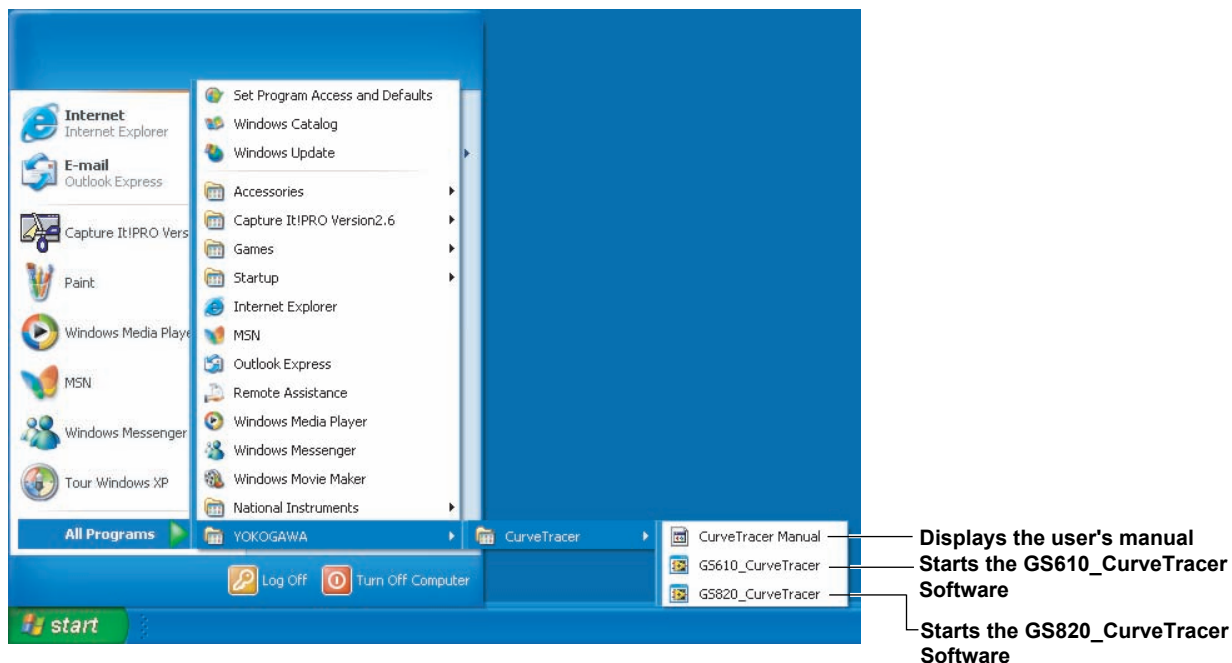 Internet
Internet Explorer
E-mail
Outlook Express
Capture It!PRO Vers
Paint
Windows Media Playe
MSN
Windows Messenger
Tour Windows XP
All Programs
Set Program Access and Defaults
Windows Catalog
Windows Update
Accessories
Capture It!PRO Version2.6
Games
Startup
Internet Explorer
MSN
Outlook Express
Remote Assistance
Windows Media Player
Windows Messenger
Windows Movie Maker
National Instruments
YOKOGAWA
CurveTracer
CurveTracer Manual
GS610_CurveTracer
GS820_CurveTracer
Displays the user's manual
Starts the GS610_CurveTracer
Software
Starts the GS820_CurveTracer
Software
Log Off
Turn Off Computer
start